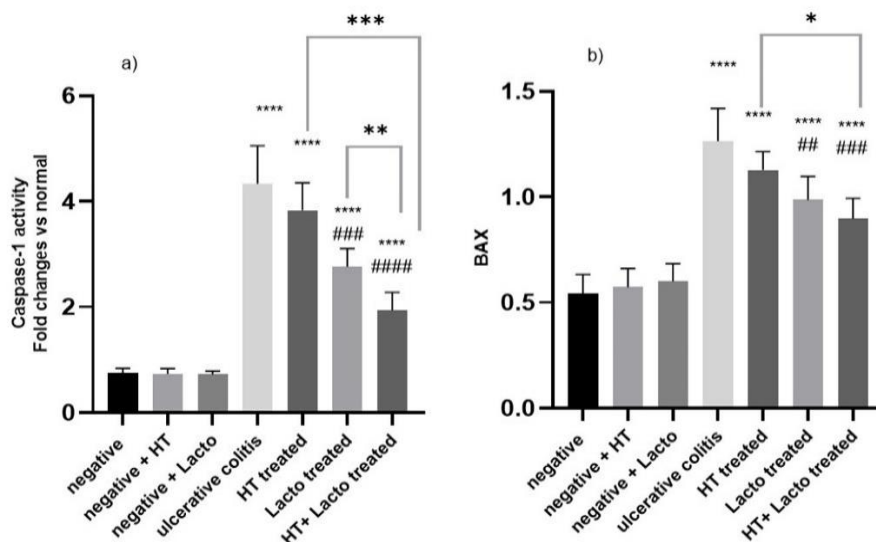 a)
***
**
****
****
****
###
****
####
6
4
2
0
Caspase-1 activity
Fold changes vs normal
negative
negative + HT
negative + Lacto
ulcerative colitis
HT treated
Lacto treated
HT+ Lacto treated
b)
*
****
****
****
##
****
###
1.5
1.0
0.5
0.0
BAX
negative
negative + HT
negative + Lacto
ulcerative colitis
HT treated
Lacto treated
HT+ Lacto treated